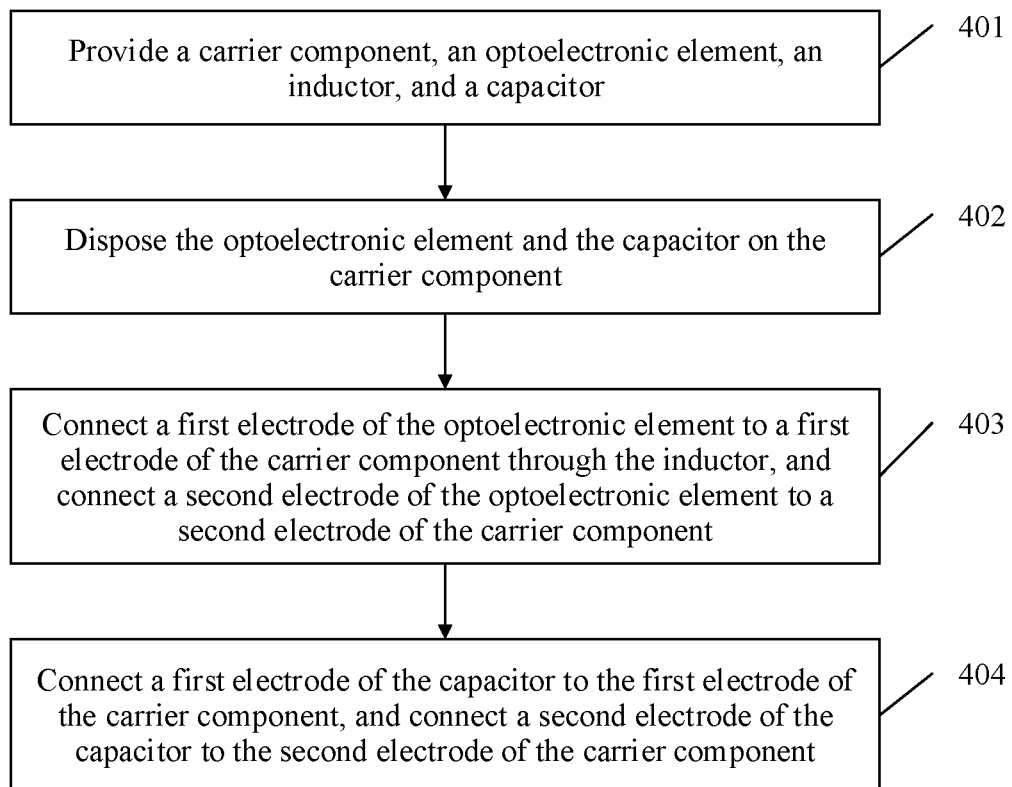 Provide a carrier component, an optoelectronic element, an
inductor, and a capacitor
401
Dispose the optoelectronic element and the capacitor on the
carrier component
402
Connect a first electrode of the optoelectronic element to a first
electrode of the carrier component through the inductor, and
connect a second electrode of the optoelectronic element to a
second electrode of the carrier component
403
Connect a first electrode of the capacitor to the first electrode of
the carrier component, and connect a second electrode of the
capacitor to the second electrode of the carrier component
404